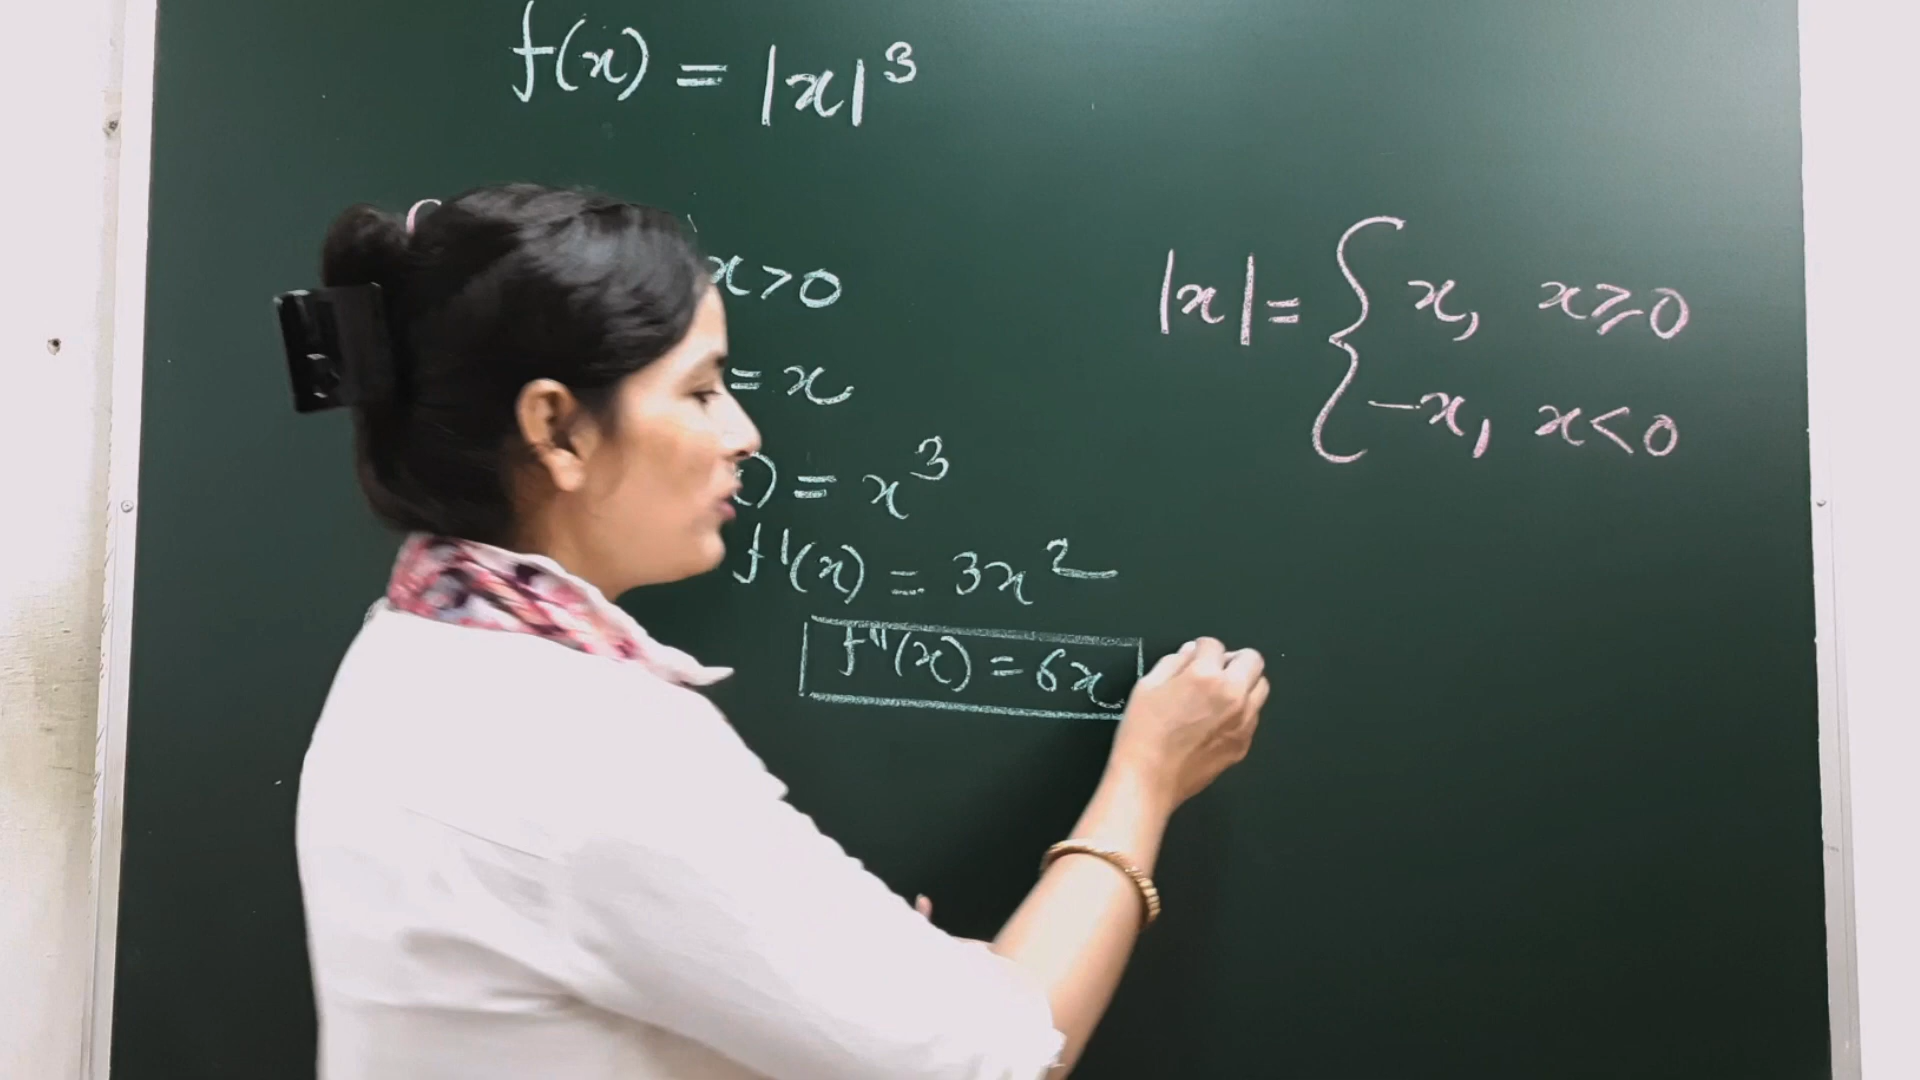 f(x) = |x|³
x>0
= x
) = x³
f'(x) = 3x²
f''(x) = 6x
|x| = { x, x≥0
-x, x<0